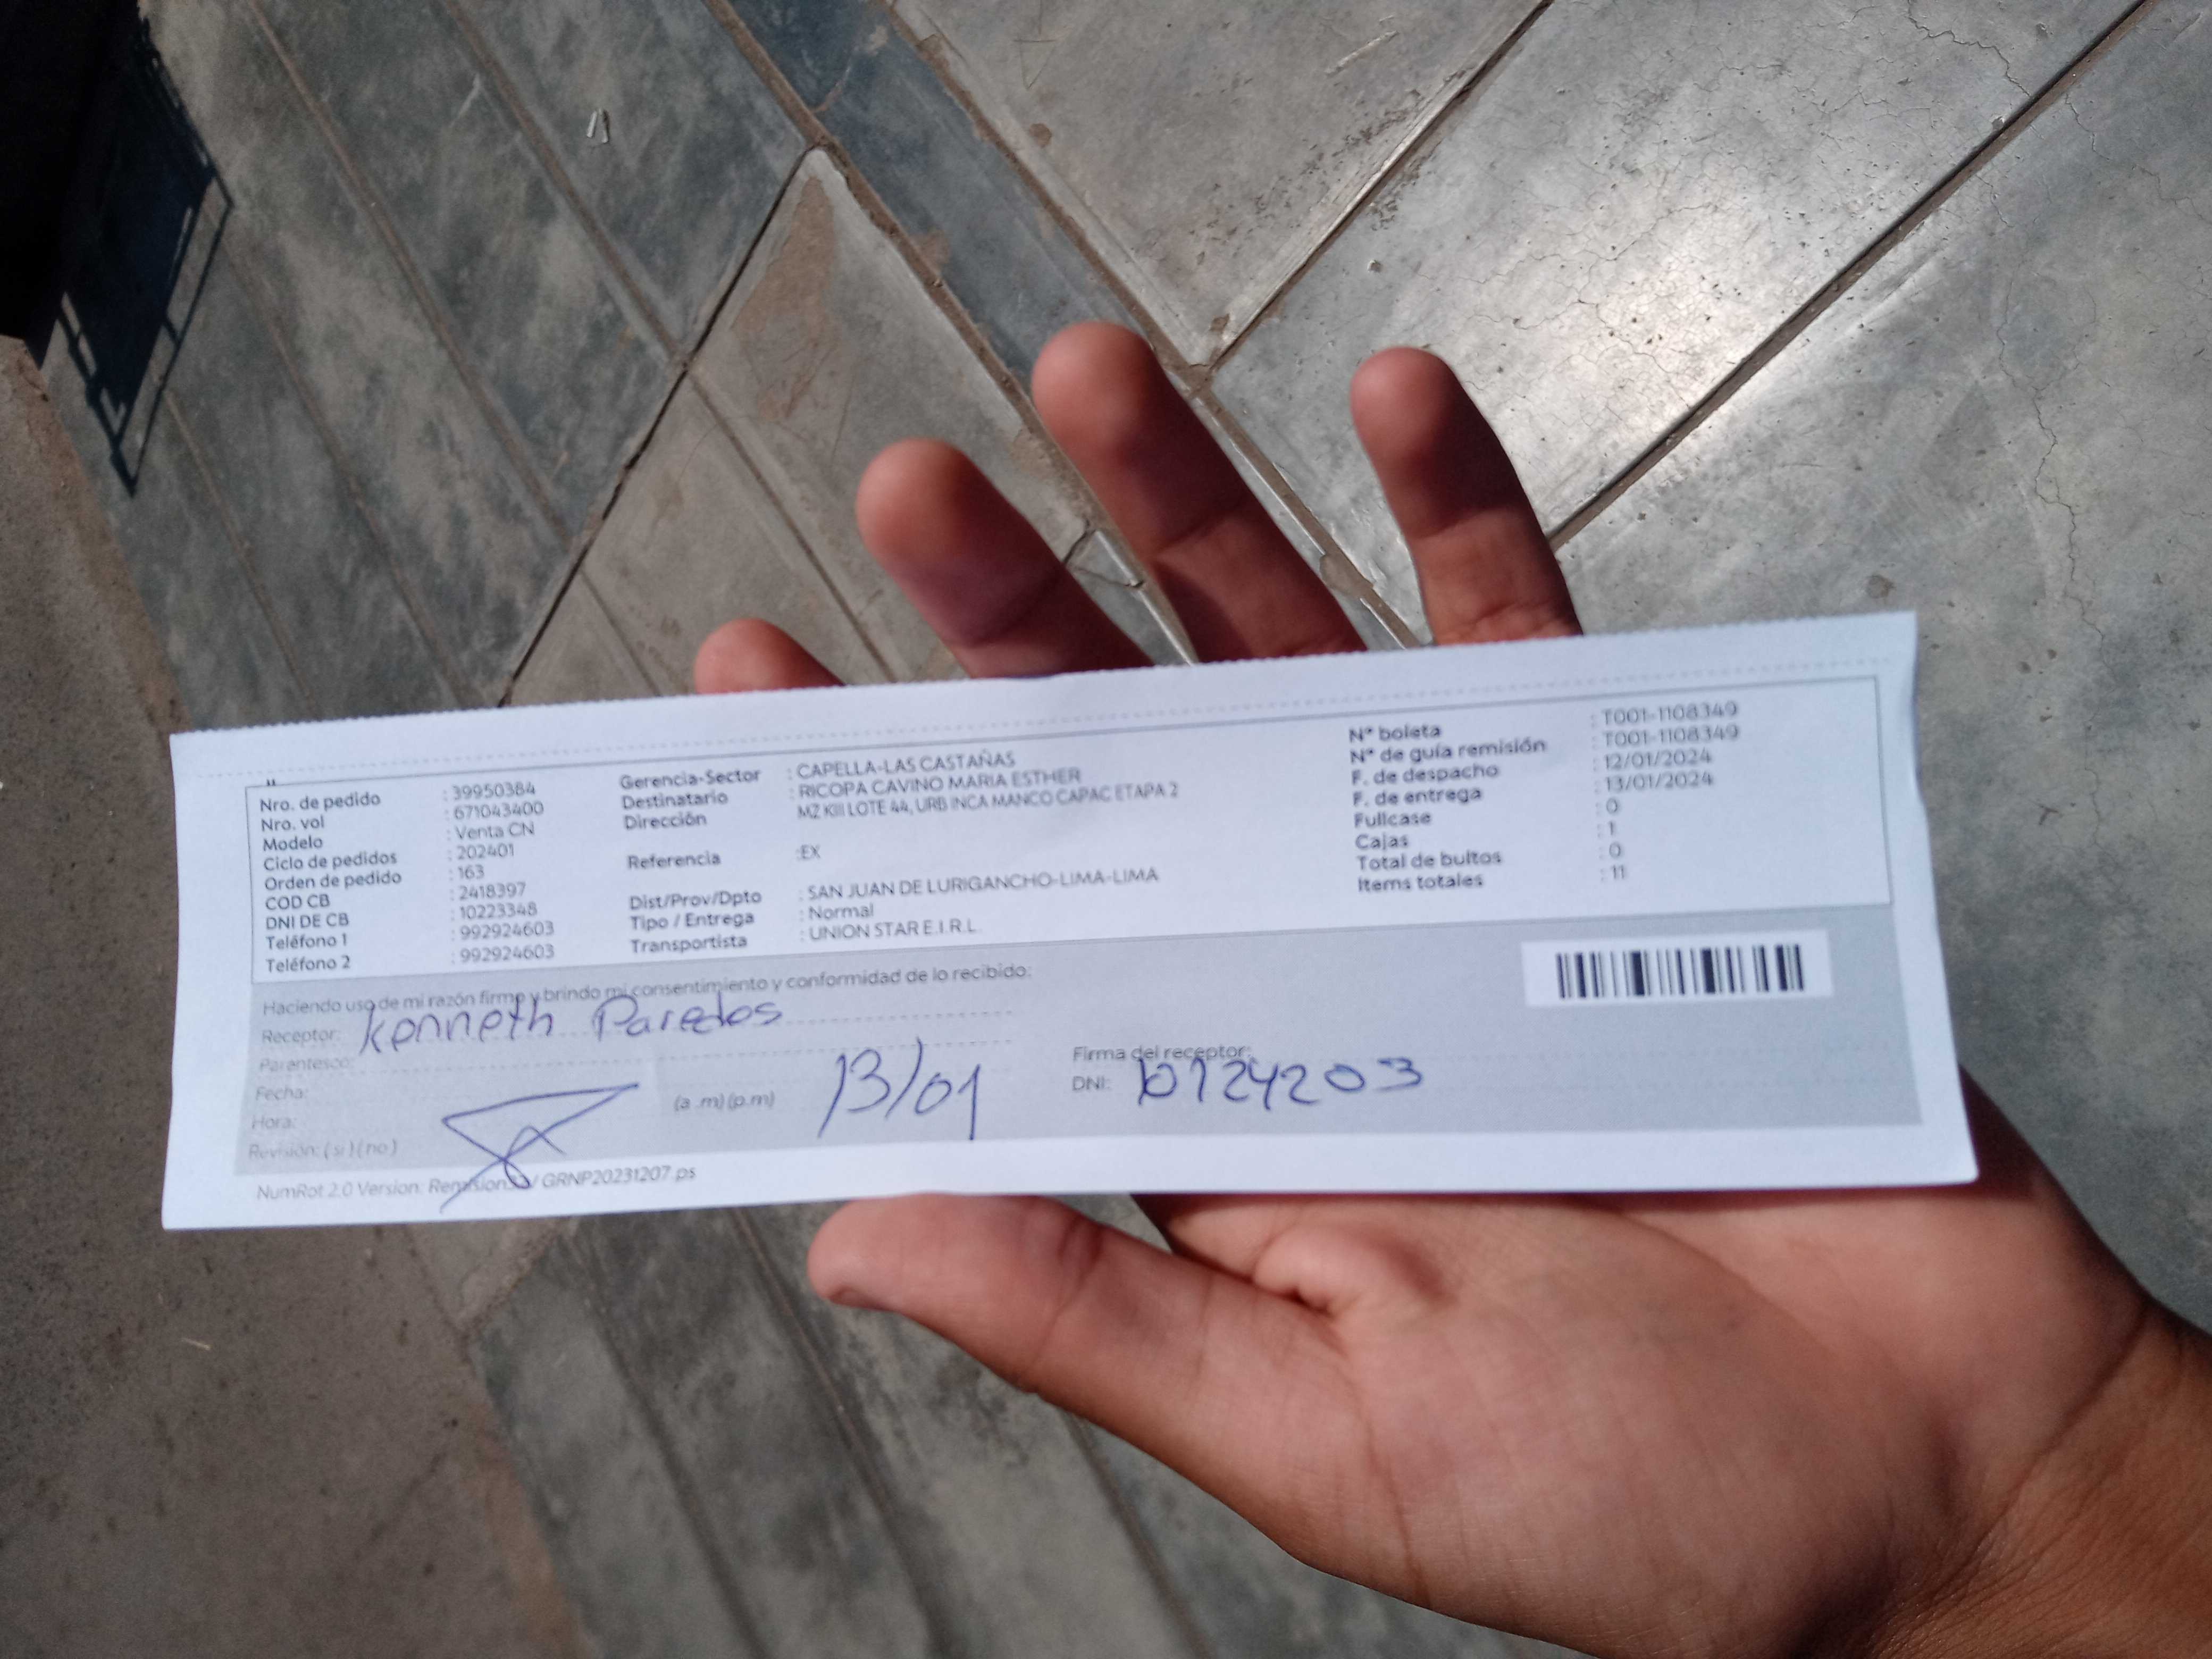 Nro. de pedido : 39950384
Nro. vol : 671043400
Modelo : Venta CN
Ciclo de pedidos : 202401
Orden de pedido : 163
COD CB : 2418397
DNI DE CB : 10223348
Teléfono 1 : 992924603
Teléfono 2 : 992924603
Gerencia-Sector : CAPELLA-LAS CASTAÑAS
Destinatario : RICOPA CAVINO MARIA ESTHER
Dirección MZ KIII LOTE 44, URB INCA MANCO CAPAC ETAPA 2
Referencia :EX
Dist/Prov/Dpto : SAN JUAN DE LURIGANCHO-LIMA-LIMA
Tipo / Entrega : Normal
Transportista : UNION STAR E.I.R.L.
N° boleta : T001-1108349
N° de guía remisión : T001-1108349
F. de despacho : 12/01/2024
F. de entrega : 13/01/2024
Fullcase : 0
Cajas : 1
Total de bultos : 0
Items totales : 11
Haciendo uso de mi razón firmo y brindo mi consentimiento y conformidad de lo recibido:
Receptor: Kenneth Paredes
Parentesco:
Fecha:
Hora: (a .m) (p.m) 13/01
Revisión: ( si ) ( no )
Firma del receptor:
DNI: 10724203
NumRot 2.0 Version: / GRNP20231207.ps